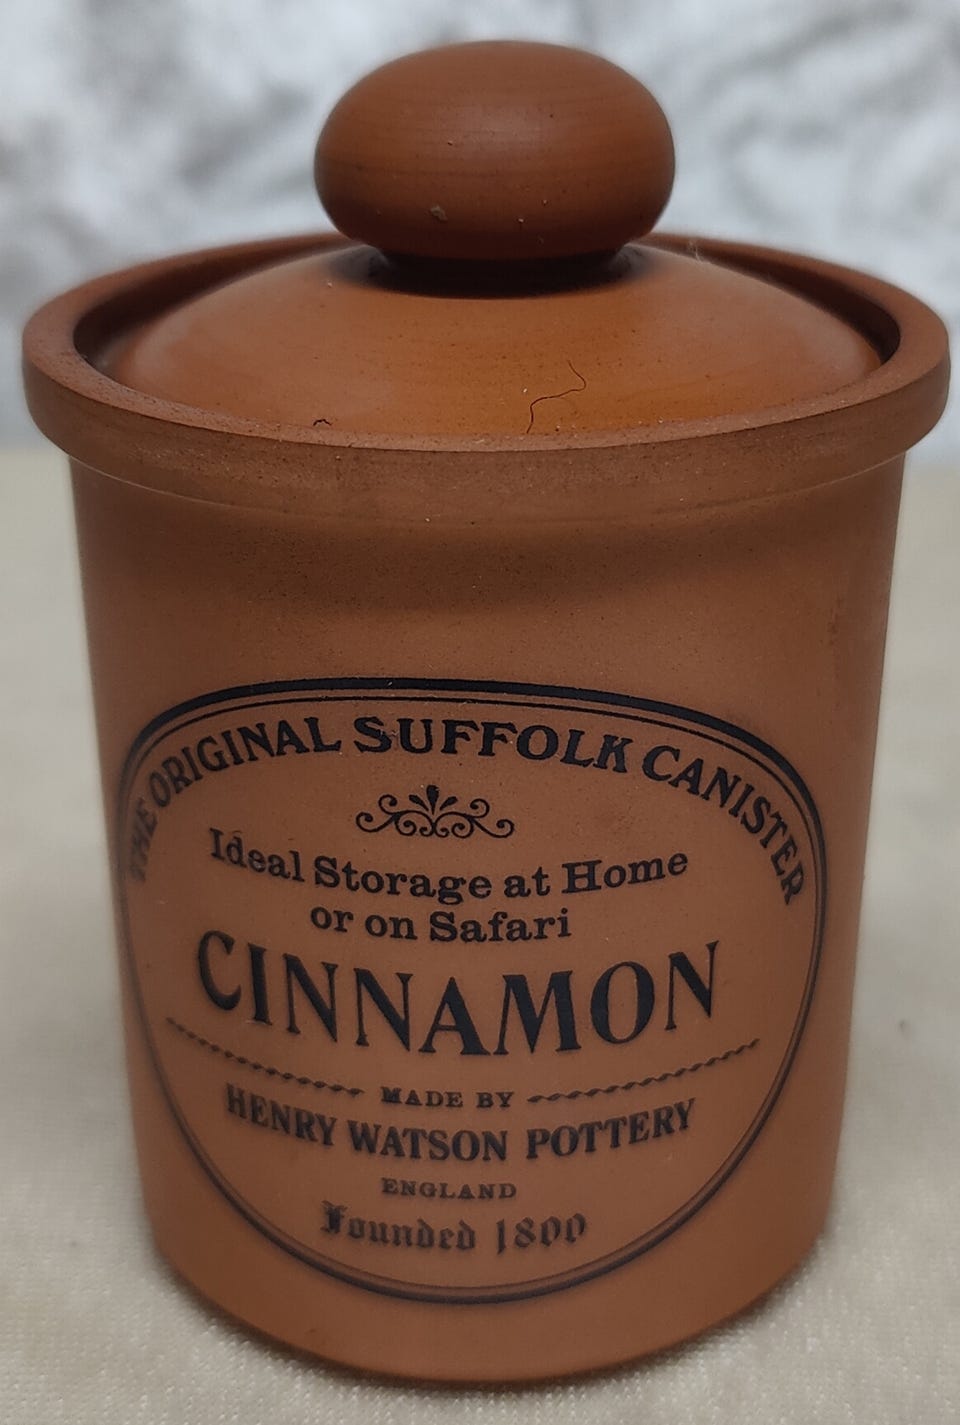 THE ORIGINAL SUFFOLK CANISTER
Ideal Storage at Home
or on Safari
CINNAMON
MADE BY
HENRY WATSON POTTERY
ENGLAND
Founded 1800